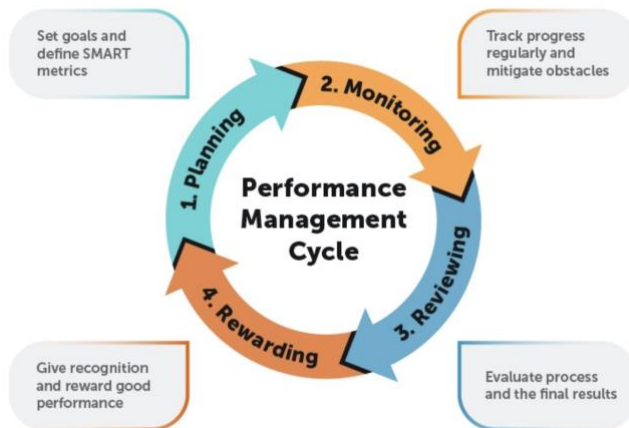 Set goals and
define SMART
metrics
Track progress
regularly and
mitigate obstacles
1. Planning
2. Monitoring
Performance
Management
Cycle
3. Reviewing
4. Rewarding
Give recognition
and reward good
performance
Evaluate process
and the final results